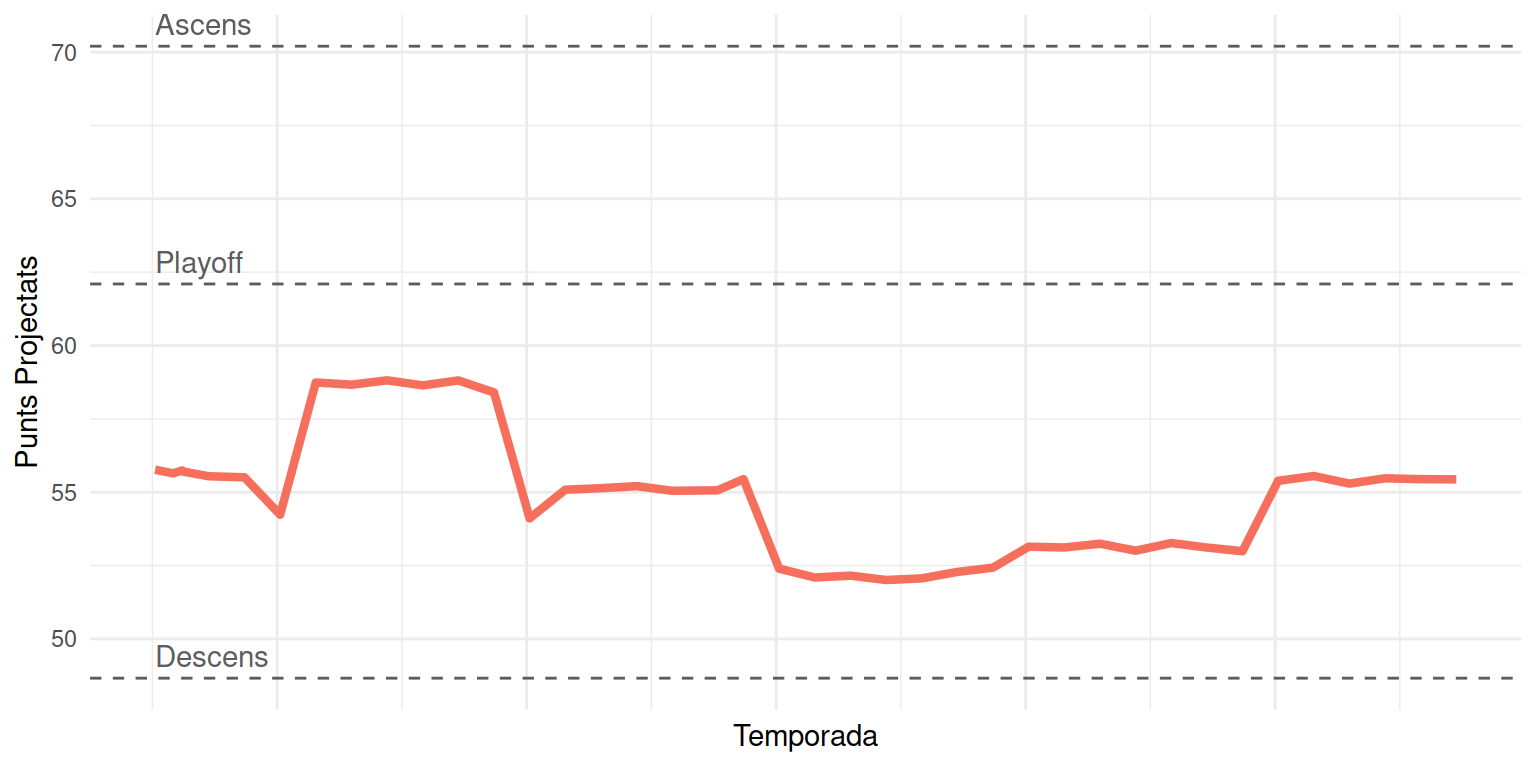 Ascens
70
65
Playoff
60
Punts Projectats
55
50
Descens
Temporada